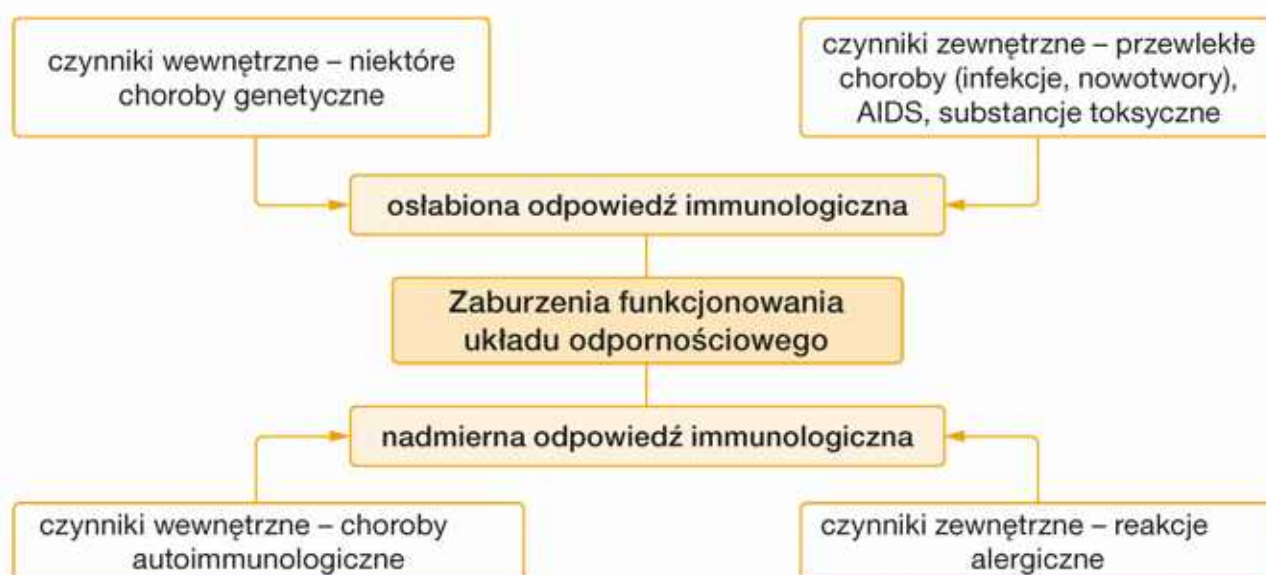 czynniki wewnętrzne – niektóre
choroby genetyczne
czynniki zewnętrzne – przewlekłe
choroby (infekcje, nowotwory),
AIDS, substancje toksyczne
osłabiona odpowiedź immunologiczna
Zaburzenia funkcjonowania
układu odpornościowego
nadmierna odpowiedź immunologiczna
czynniki wewnętrzne – choroby
autoimmunologiczne
czynniki zewnętrzne – reakcje
alergiczne